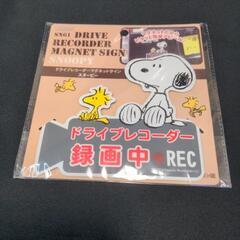 SN61 DRIVE
RECORDER
MAGNET SIGN
SNOOPY
ドライブレコーダーマグネットサイン
スヌーピー
ドライブレコーダー
録画中 REC